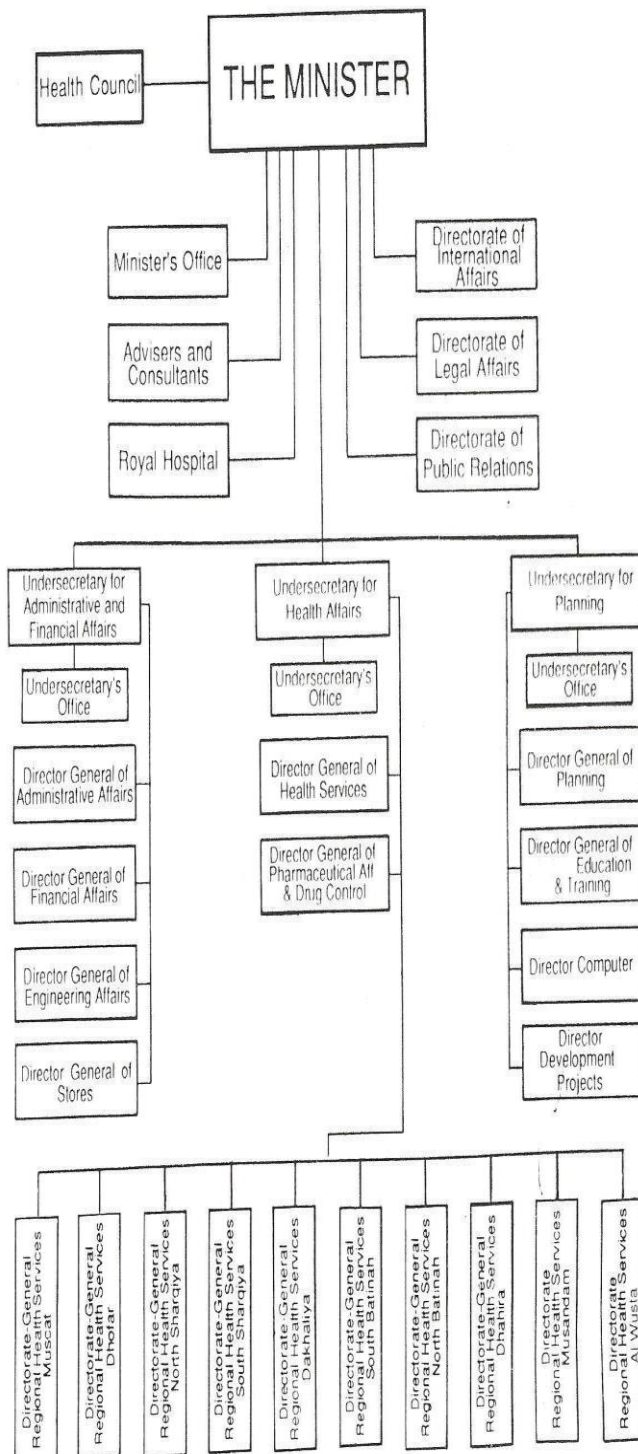 Health Council
THE MINISTER
Minister's Office
Directorate of
International
Affairs
Advisers and
Consultants
Directorate of
Legal Affairs
Royal Hospital
Directorate of
Public Relations
Undersecretary for
Administrative and
Financial Affairs
Undersecretary's
Office
Director General of
Administrative Affairs
Director General of
Financial Affairs
Director General of
Engineering Affairs
Director General of
Stores
Undersecretary for
Health Affairs
Undersecretary's
Office
Director General of
Health Services
Director General of
Pharmaceutical Aff
& Drug Control
Undersecretary for
Planning
Undersecretary's
Office
Director General of
Planning
Director General of
Education
& Training
Director Computer
Director
Development
Projects
Directorate-General
Regional Health Services
Muscat
Directorate-General
Regional Health Services
Dhofar
Directorate-General
Regional Health Services
North Sharqiya
Directorate-General
Regional Health Services
South Sharqiya
Directorate-General
Regional Health Services
Dakhaliya
Directorate-General
Regional Health Services
South Batinah
Directorate-General
Regional Health Services
North Batinah
Directorate-General
Regional Health Services
Dhahira
Directorate
Regional Health Services
Musandam
Directorate
Regional Health Services
Al Wusta